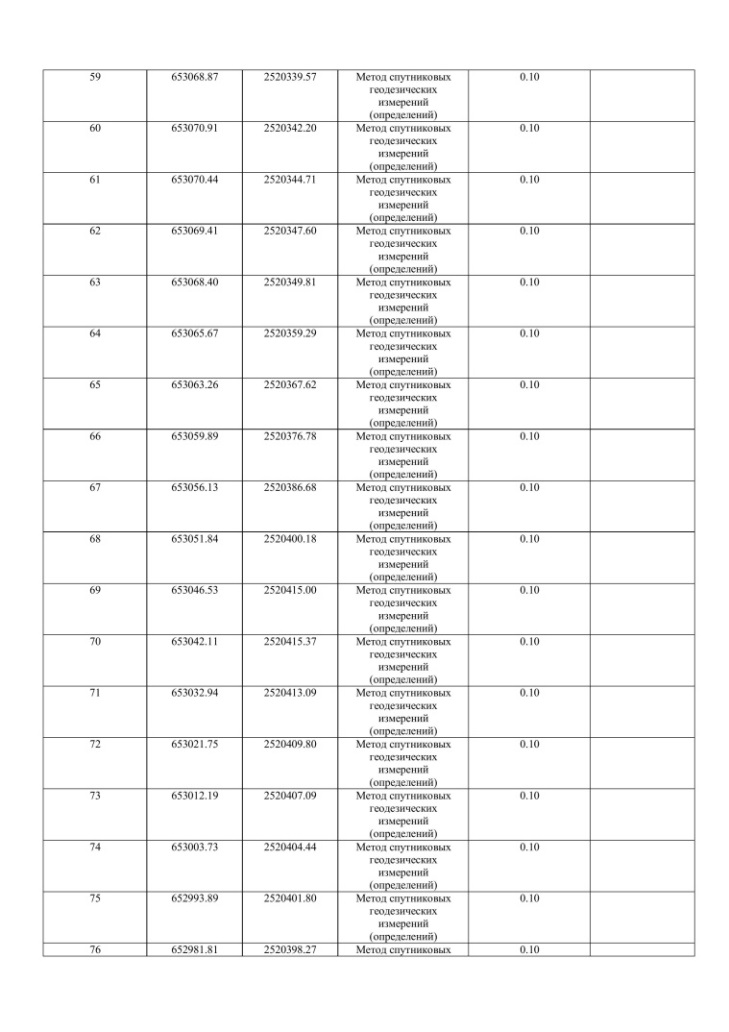 59 653068.87 2520339.57 Метод спутниковых 0.10
геодезических
измерений
(определений)
60 653070.91 2520342.20 Метод спутниковых 0.10
геодезических
измерений
(определений)
61 653070.44 2520344.71 Метод спутниковых 0.10
геодезических
измерений
(определений)
62 653069.41 2520347.60 Метод спутниковых 0.10
геодезических
измерений
(определений)
63 653068.40 2520349.81 Метод спутниковых 0.10
геодезических
измерений
(определений)
64 653065.67 2520359.29 Метод спутниковых 0.10
геодезических
измерений
(определений)
65 653063.26 2520367.62 Метод спутниковых 0.10
геодезических
измерений
(определений)
66 653059.89 2520376.78 Метод спутниковых 0.10
геодезических
измерений
(определений)
67 653056.13 2520386.68 Метод спутниковых 0.10
геодезических
измерений
(определений)
68 653051.84 2520400.18 Метод спутниковых 0.10
геодезических
измерений
(определений)
69 653046.53 2520415.00 Метод спутниковых 0.10
геодезических
измерений
(определений)
70 653042.11 2520415.37 Метод спутниковых 0.10
геодезических
измерений
(определений)
71 653032.94 2520413.09 Метод спутниковых 0.10
геодезических
измерений
(определений)
72 653021.75 2520409.80 Метод спутниковых 0.10
геодезических
измерений
(определений)
73 653012.19 2520407.09 Метод спутниковых 0.10
геодезических
измерений
(определений)
74 653003.73 2520404.44 Метод спутниковых 0.10
геодезических
измерений
(определений)
75 652993.89 2520401.80 Метод спутниковых 0.10
геодезических
измерений
(определений)
76 652981.81 2520398.27 Метод спутниковых 0.10